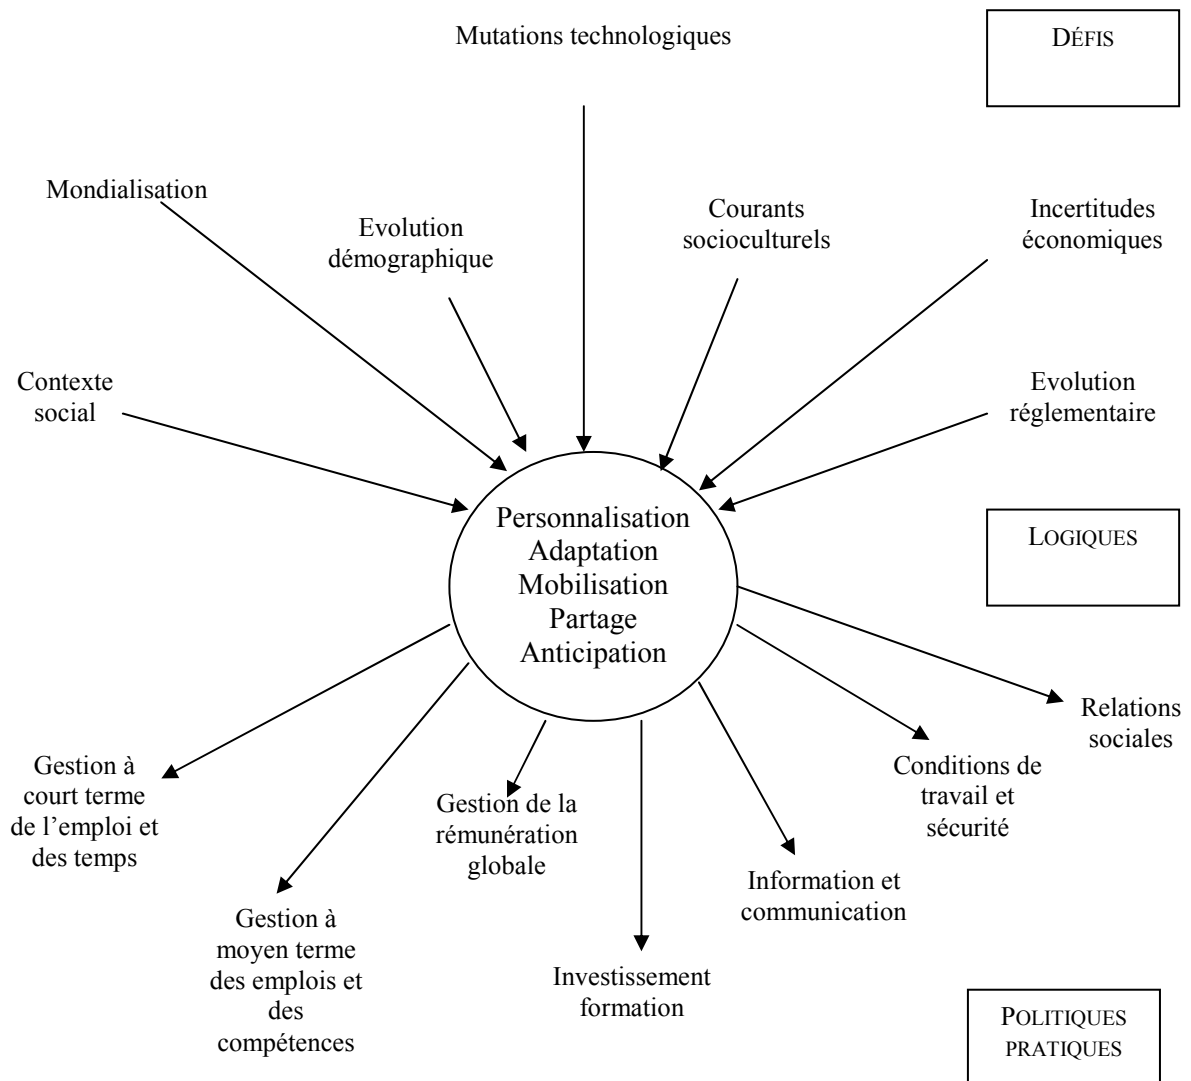 Mutations technologiques
DÉFIS
Mondialisation
Evolution
démographique
Courants
socioculturels
Incertitudes
économiques
Contexte
social
Evolution
réglementaire
Personnalisation
Adaptation
Mobilisation
Partage
Anticipation
LOGIQUES
Relations
sociales
Gestion à
court terme
de l’emploi et
des temps
Gestion de la
rémunération
globale
Conditions de
travail et
sécurité
Information et
communication
Gestion à
moyen terme
des emplois et
des
compétences
Investissement
formation
POLITIQUES
PRATIQUES